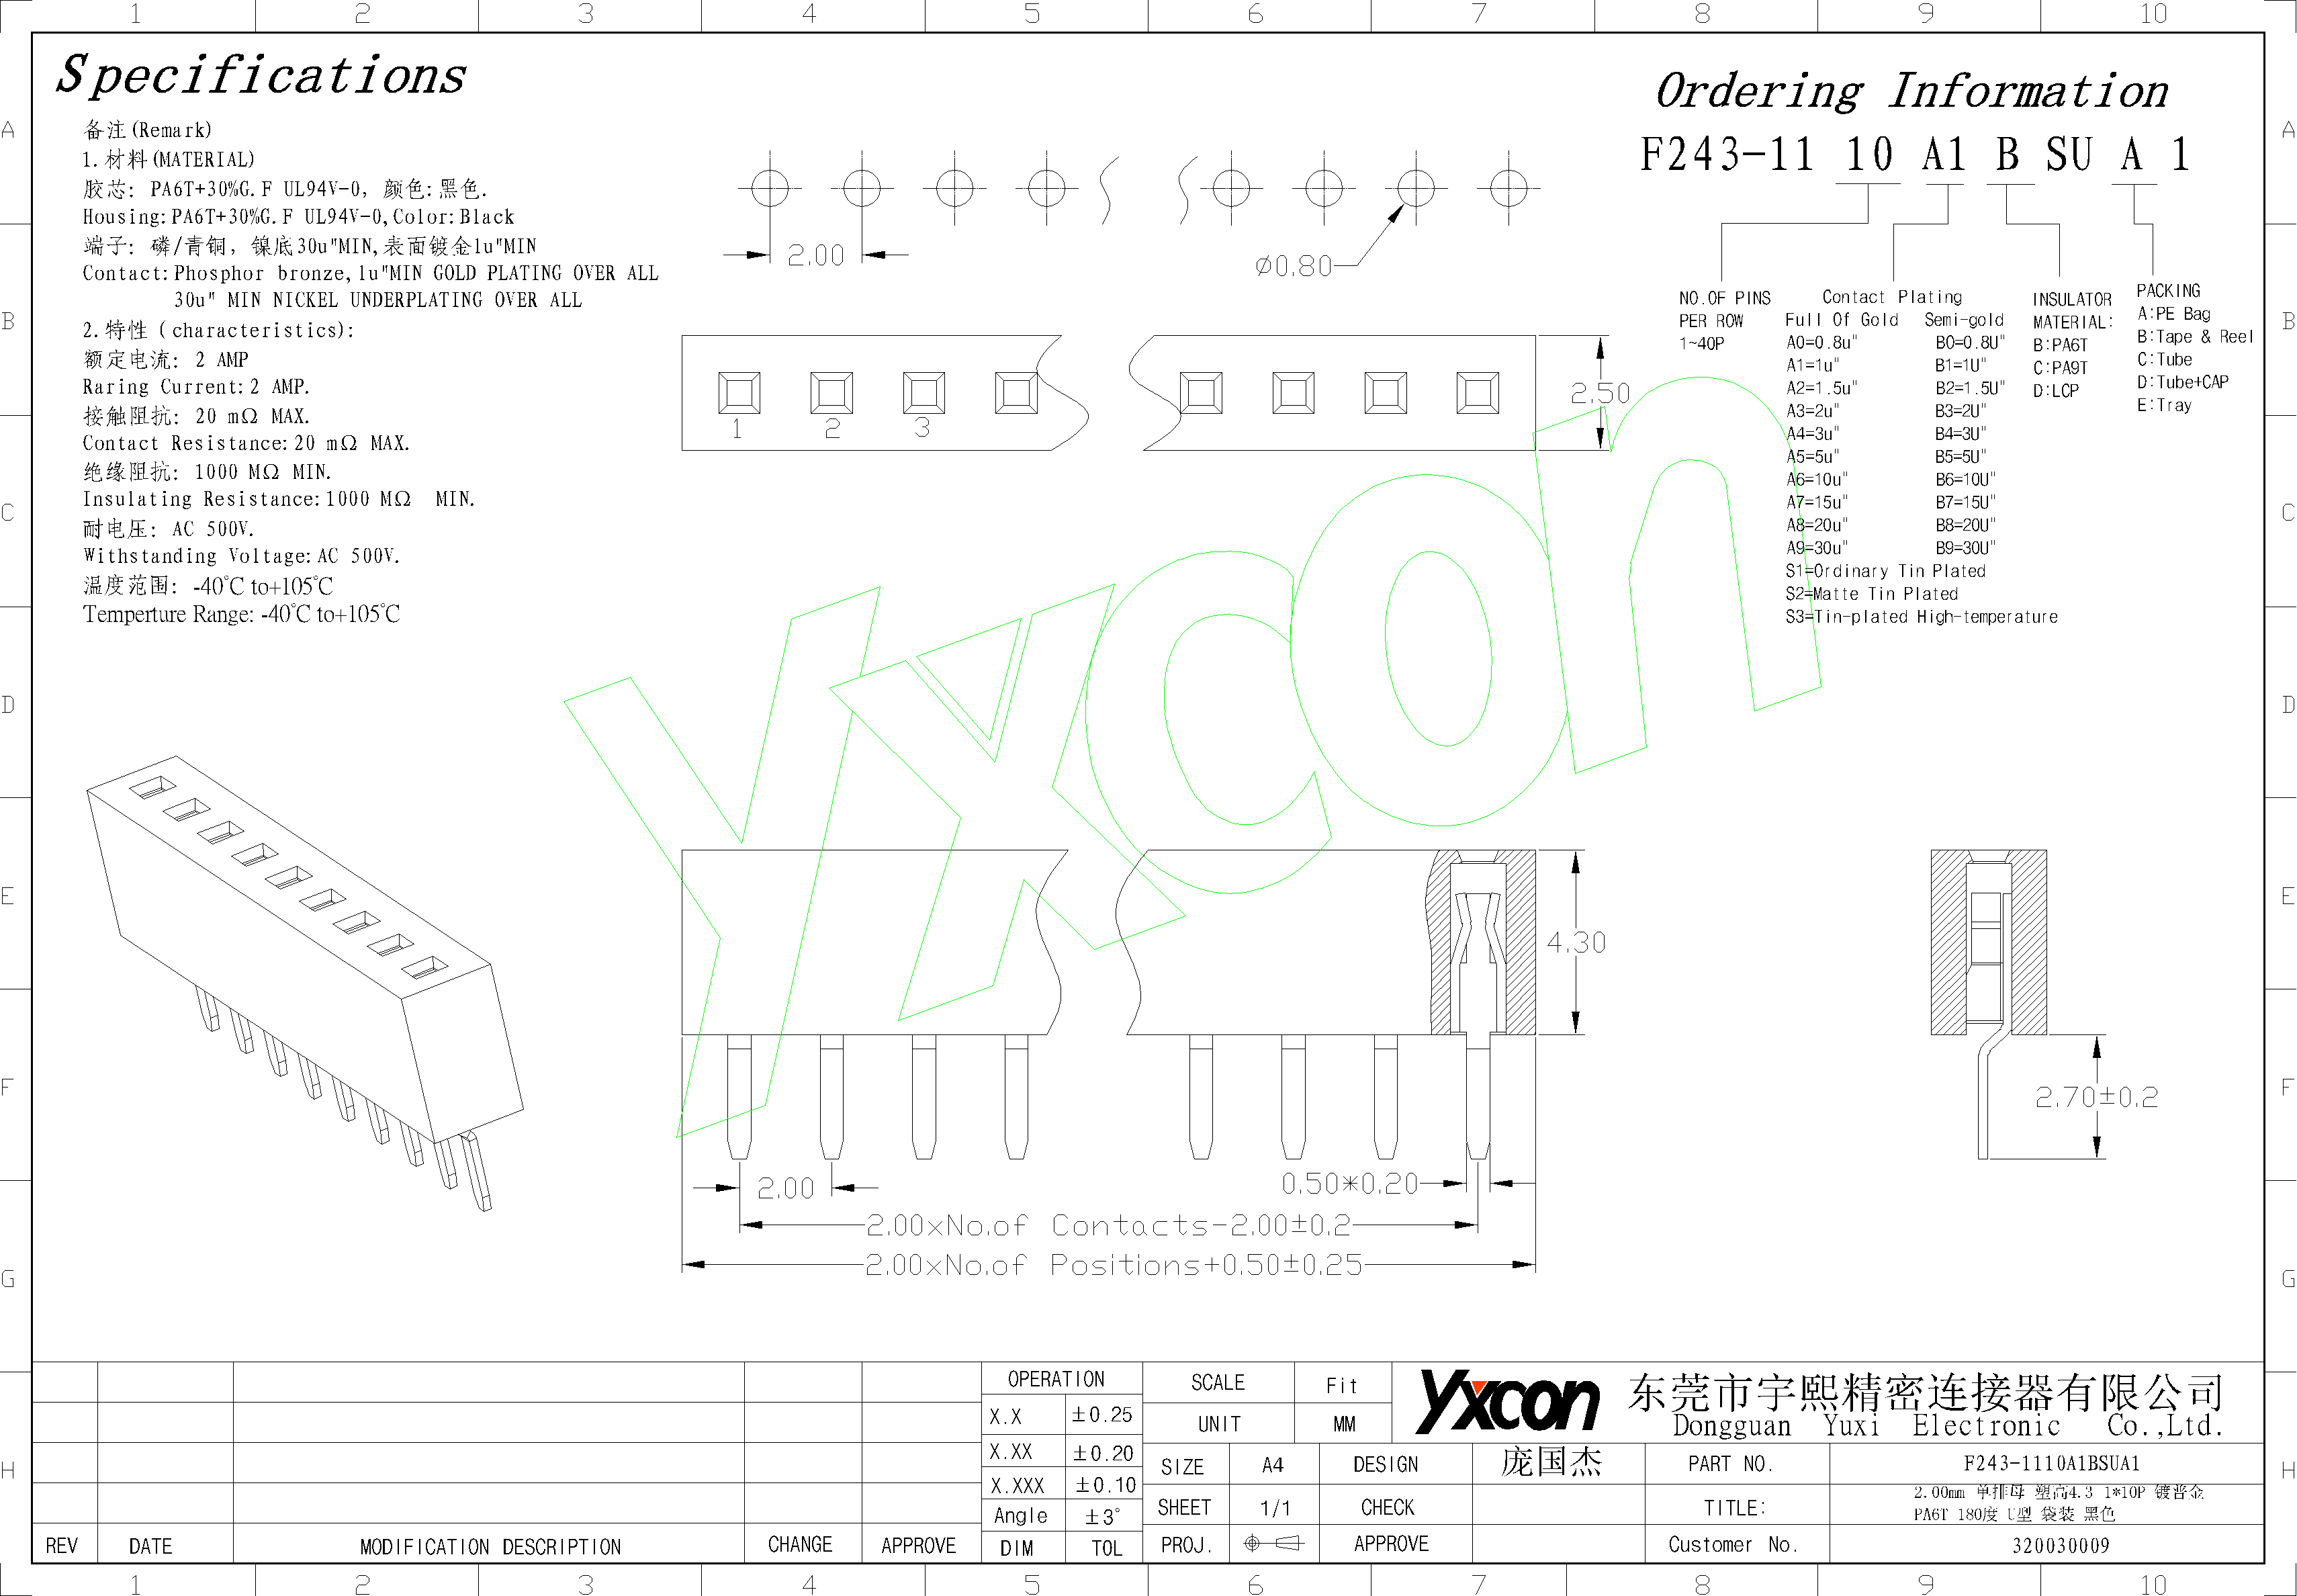 1 2 3 4 5 6 7 8 9 10
A
B
C
D
E
F
G
H
Specifications
备注(Remark)
1.材料(MATERIAL)
胶芯: PA6T+30%G.F UL94V-0, 颜色:黑色.
Housing:PA6T+30%G.F UL94V-0,Color:Black
端子: 磷/青铜, 镍底30u"MIN,表面镀金1u"MIN
Contact:Phosphor bronze,1u"MIN GOLD PLATING OVER ALL
30u" MIN NICKEL UNDERPLATING OVER ALL
2.特性 (characteristics):
额定电流: 2 AMP
Raring Current:2 AMP.
接触阻抗: 20 mΩ MAX.
Contact Resistance:20 mΩ MAX.
绝缘阻抗: 1000 MΩ MIN.
Insulating Resistance:1000 MΩ MIN.
耐电压: AC 500V.
Withstanding Voltage:AC 500V.
温度范围: -40℃ to+105℃
Temperture Range: -40℃ to+105℃
2.00
Ø0.80
1 2 3
2.50
Yxcon
4.30
2.00
0.50*0.20
2.00xNo.of Contacts-2.00±0.2
2.00xNo.of Positions+0.50±0.25
2.70±0.2
Ordering Information
F243-11 10 A1 B SU A 1
NO.OF PINS
PER ROW
1~40P
Contact Plating
Full Of Gold Semi-gold
A0=0.8u" B0=0.8U"
A1=1u" B1=1U"
A2=1.5u" B2=1.5U"
A3=2u" B3=2U"
A4=3u" B4=3U"
A5=5u" B5=5U"
A6=10u" B6=10U"
A7=15u" B7=15U"
A8=20u" B8=20U"
A9=30u" B9=30U"
S1=Ordinary Tin Plated
S2=Matte Tin Plated
S3=Tin-plated High-temperature
INSULATOR
MATERIAL:
B:PA6T
C:PA9T
D:LCP
PACKING
A:PE Bag
B:Tape & Reel
C:Tube
D:Tube+CAP
E:Tray
A
B
C
D
E
F
G
H
REV DATE MODIFICATION DESCRIPTION CHANGE APPROVE
OPERATION
X.X ±0.25
X.XX ±0.20
X.XXX ±0.10
Angle ±3°
DIM TOL
SCALE Fit
UNIT MM
SIZE A4 DESIGN 庞国杰
SHEET 1/1 CHECK
PROJ. APPROVE
Yxcon
东莞市宇熙精密连接器有限公司
Dongguan Yuxi Electronic Co.,Ltd.
PART NO. F243-1110A1BSUA1
TITLE: 2.00mm 单排母 塑高4.3 1*10P 镀普金
PA6T 180度 U型 袋装 黑色
Customer No. 320030009
1 2 3 4 5 6 7 8 9 10